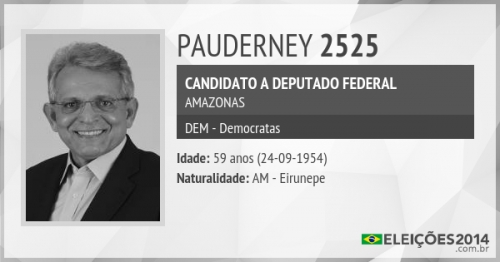 PAUDERNEY 2525
CANDIDATO A DEPUTADO FEDERAL
AMAZONAS
DEM - Democratas
Idade: 59 anos (24-09-1954)
Naturalidade: AM - Eirunepe
ELEIÇÕES2014
.com.br